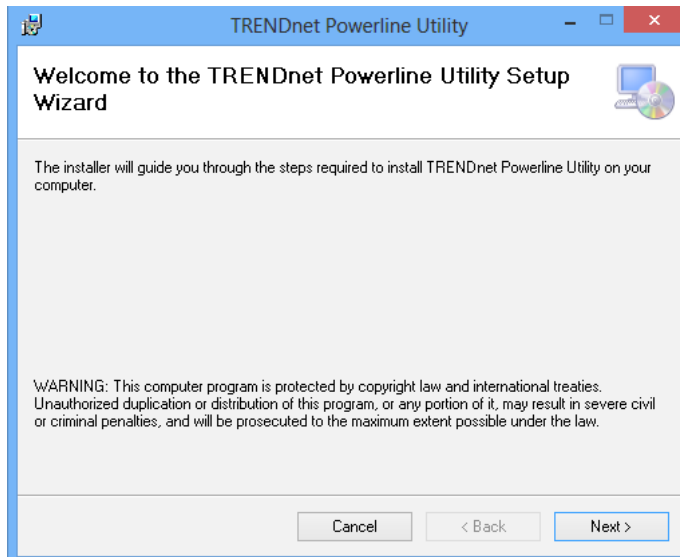 TRENDnet Powerline Utility
Welcome to the TRENDnet Powerline Utility Setup
Wizard
The installer will guide you through the steps required to install TRENDnet Powerline Utility on your
computer.
WARNING: This computer program is protected by copyright law and international treaties.
Unauthorized duplication or distribution of this program, or any portion of it, may result in severe civil
or criminal penalties, and will be prosecuted to the maximum extent possible under the law.
Cancel < Back Next >